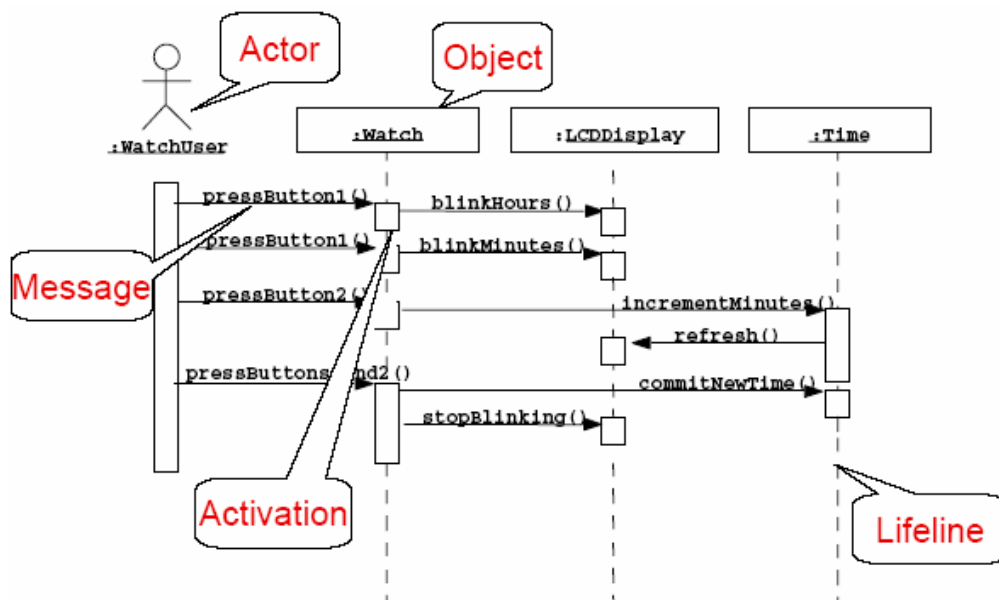 Actor
Object
:WatchUser
:Watch
:LCDDisplay
:Time
pressButton1()
blinkHours()
pressButton1()
blinkMinutes()
Message
pressButton2()
incrementMinutes()
refresh()
commitNewTime()
stopBlinking()
Activation
Lifeline